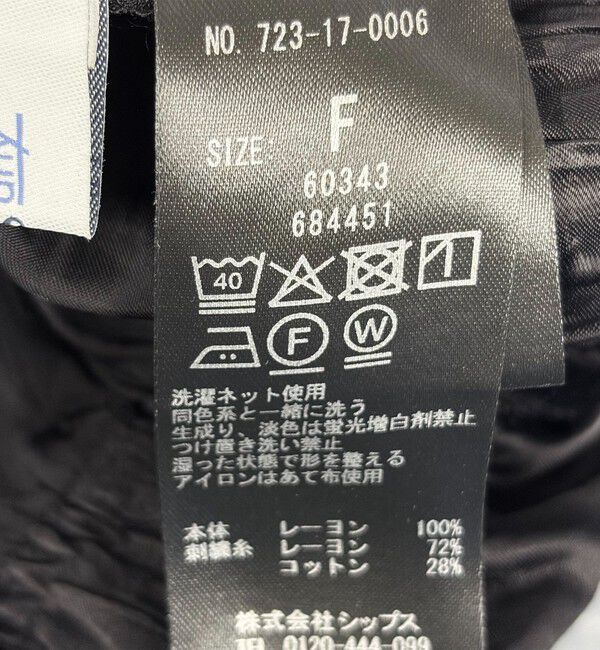 NO. 723-17-0006
SIZE F
60343
684451
40
F W
洗濯ネット使用
同色系と一緒に洗う
生成り、淡色は蛍光増白剤禁止
つけ置き洗い禁止
湿った状態で形を整える
アイロンはあて布使用
本体 レーヨン 100%
刺繍糸 レーヨン 72%
コットン 28%
株式会社シップス
TEL 0120-444-099